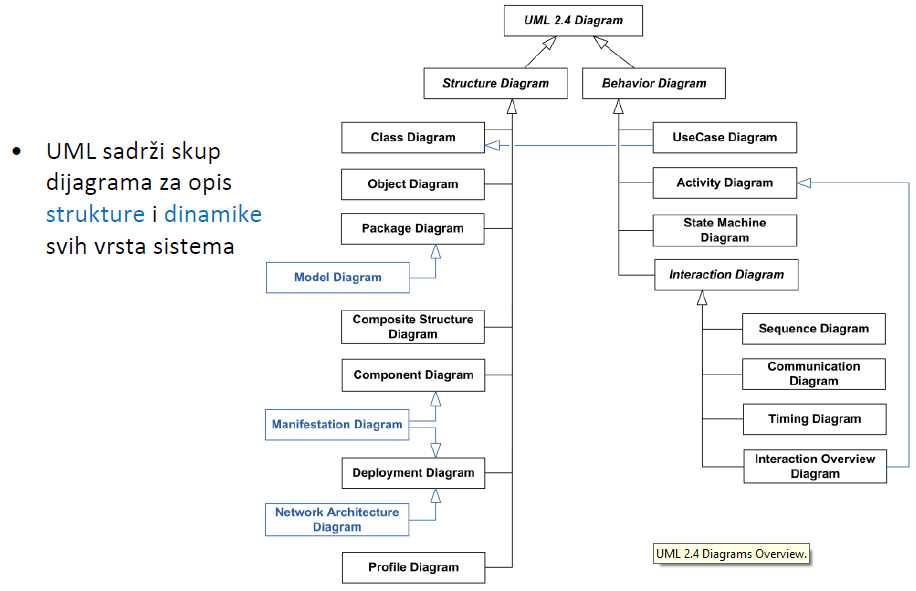 UML 2.4 Diagram
Structure Diagram
Behavior Diagram
• UML sadrži skup
dijagrama za opis
strukture i dinamike
svih vrsta sistema
Class Diagram
Object Diagram
Package Diagram
Model Diagram
Composite Structure
Diagram
Component Diagram
Manifestation Diagram
Deployment Diagram
Network Architecture
Diagram
Profile Diagram
UseCase Diagram
Activity Diagram
State Machine
Diagram
Interaction Diagram
Sequence Diagram
Communication
Diagram
Timing Diagram
Interaction Overview
Diagram
UML 2.4 Diagrams Overview.